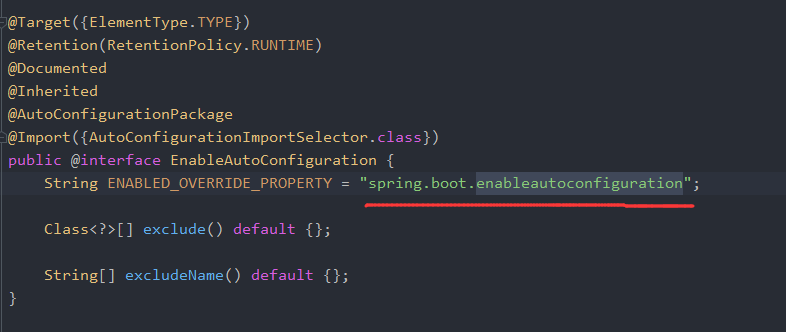 @Target({ElementType.TYPE})
@Retention(RetentionPolicy.RUNTIME)
@Documented
@Inherited
@AutoConfigurationPackage
@Import({AutoConfigurationImportSelector.class})
public @interface EnableAutoConfiguration {
    String ENABLED_OVERRIDE_PROPERTY = "spring.boot.enableautoconfiguration";
    Class<?>[] exclude() default {};
    String[] excludeName() default {};
}